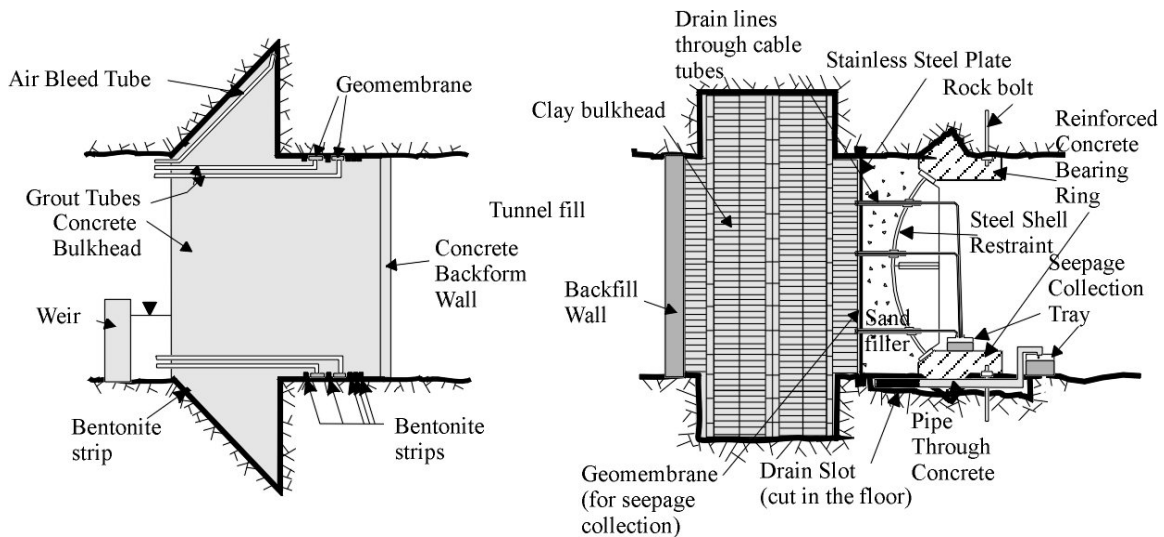 Air Bleed Tube
Geomembrane
Grout Tubes
Concrete
Bulkhead
Weir
Bentonite
strip
Bentonite
strips
Concrete
Backform
Wall
Tunnel fill
Drain lines
through cable
tubes
Clay bulkhead
Stainless Steel Plate
Rock bolt
Reinforced
Concrete
Bearing
Ring
Steel Shell
Restraint
Seepage
Collection
Tray
Backfill
Wall
Sand
filler
Geomembrane
(for seepage
collection)
Drain Slot
(cut in the floor)
Pipe
Through
Concrete